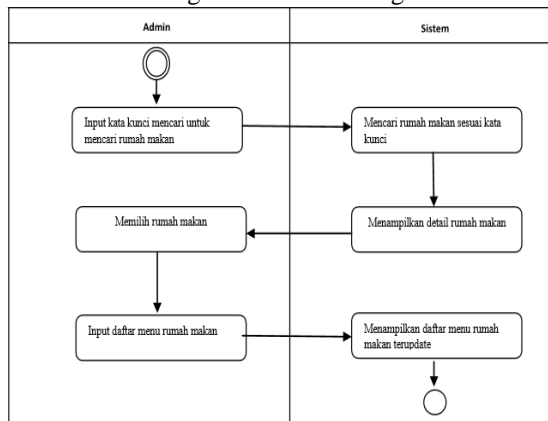 Admin
Sistem
Input kata kunci mencari untuk
mencari rumah makan
Mencari rumah makan sesuai kata
kunci
Menampilkan detail rumah makan
Memilih rumah makan
Input daftar menu rumah makan
Menampilkan daftar menu rumah
makan terupdate